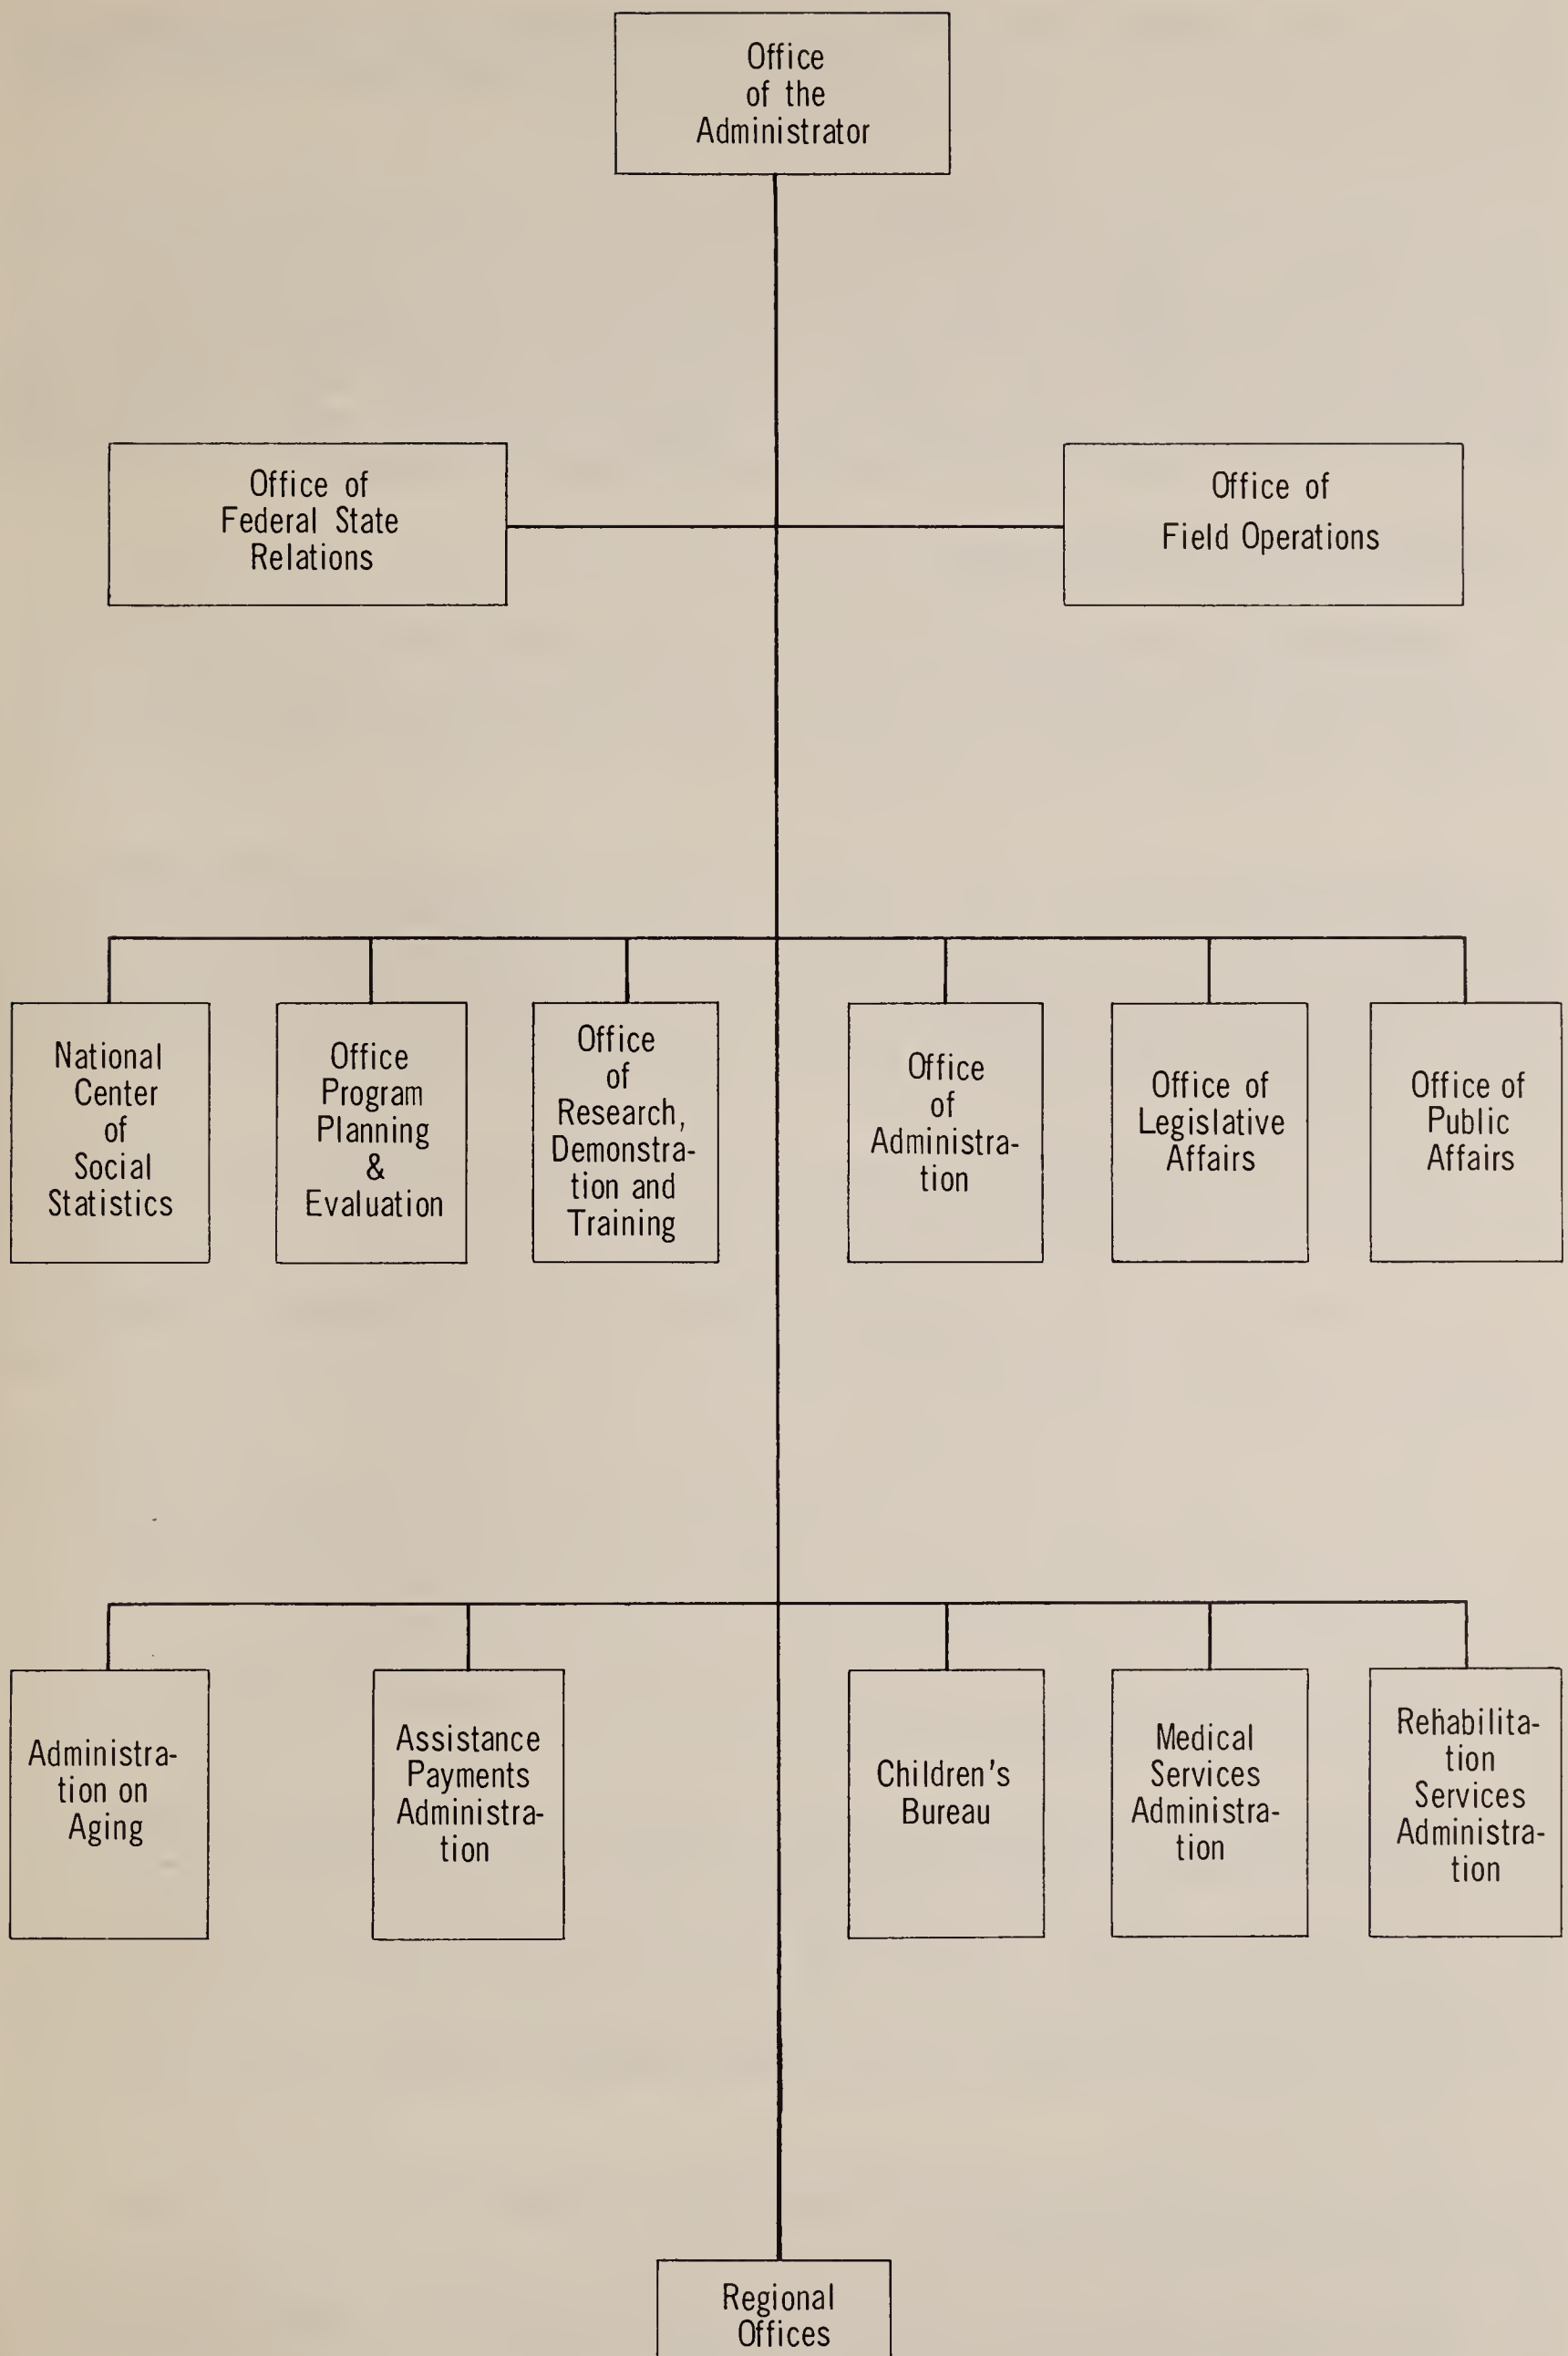 Office
of the
Administrator
Office of
Federal State
Relations
Office of
Field Operations
National
Center
of
Social
Statistics
Office
Program
Planning
&
Evaluation
Office
of
Research,
Demonstra-
tion and
Training
Office
of
Administra-
tion
Office of
Legislative
Affairs
Office of
Public
Affairs
Administra-
tion on
Aging
Assistance
Payments
Administra-
tion
Children's
Bureau
Medical
Services
Administra-
tion
Rehabilita-
tion
Services
Administra-
tion
Regional
Offices